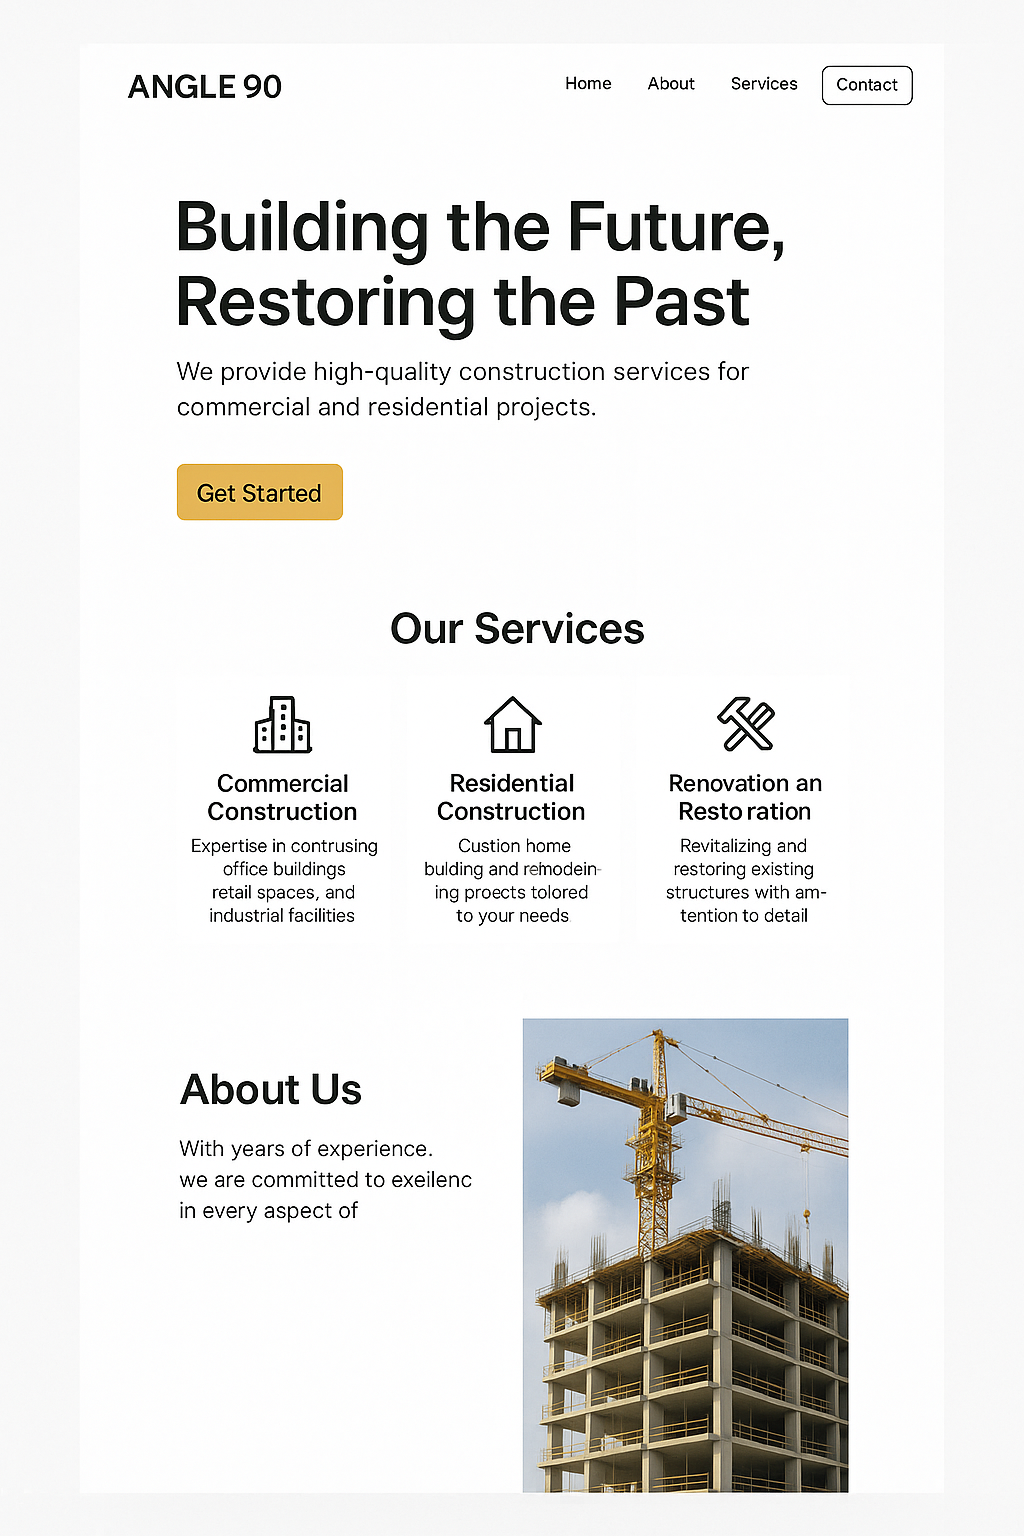 ANGLE 90
Home About Services Contact
Building the Future,
Restoring the Past
We provide high-quality construction services for
commercial and residential projects.
Get Started
Our Services
Commercial
Construction
Expertise in contrusing
office buildings
retail spaces, and
industrial facilities
Residential
Construction
Custion home
bulding and rehmodein-
ing proects tolored
to your needs
Renovation an
Resto ration
Revitalizing and
restoring existing
structures with am-
tention to detail
About Us
With years of experience.
we are committed to exeilenc
in every aspect of